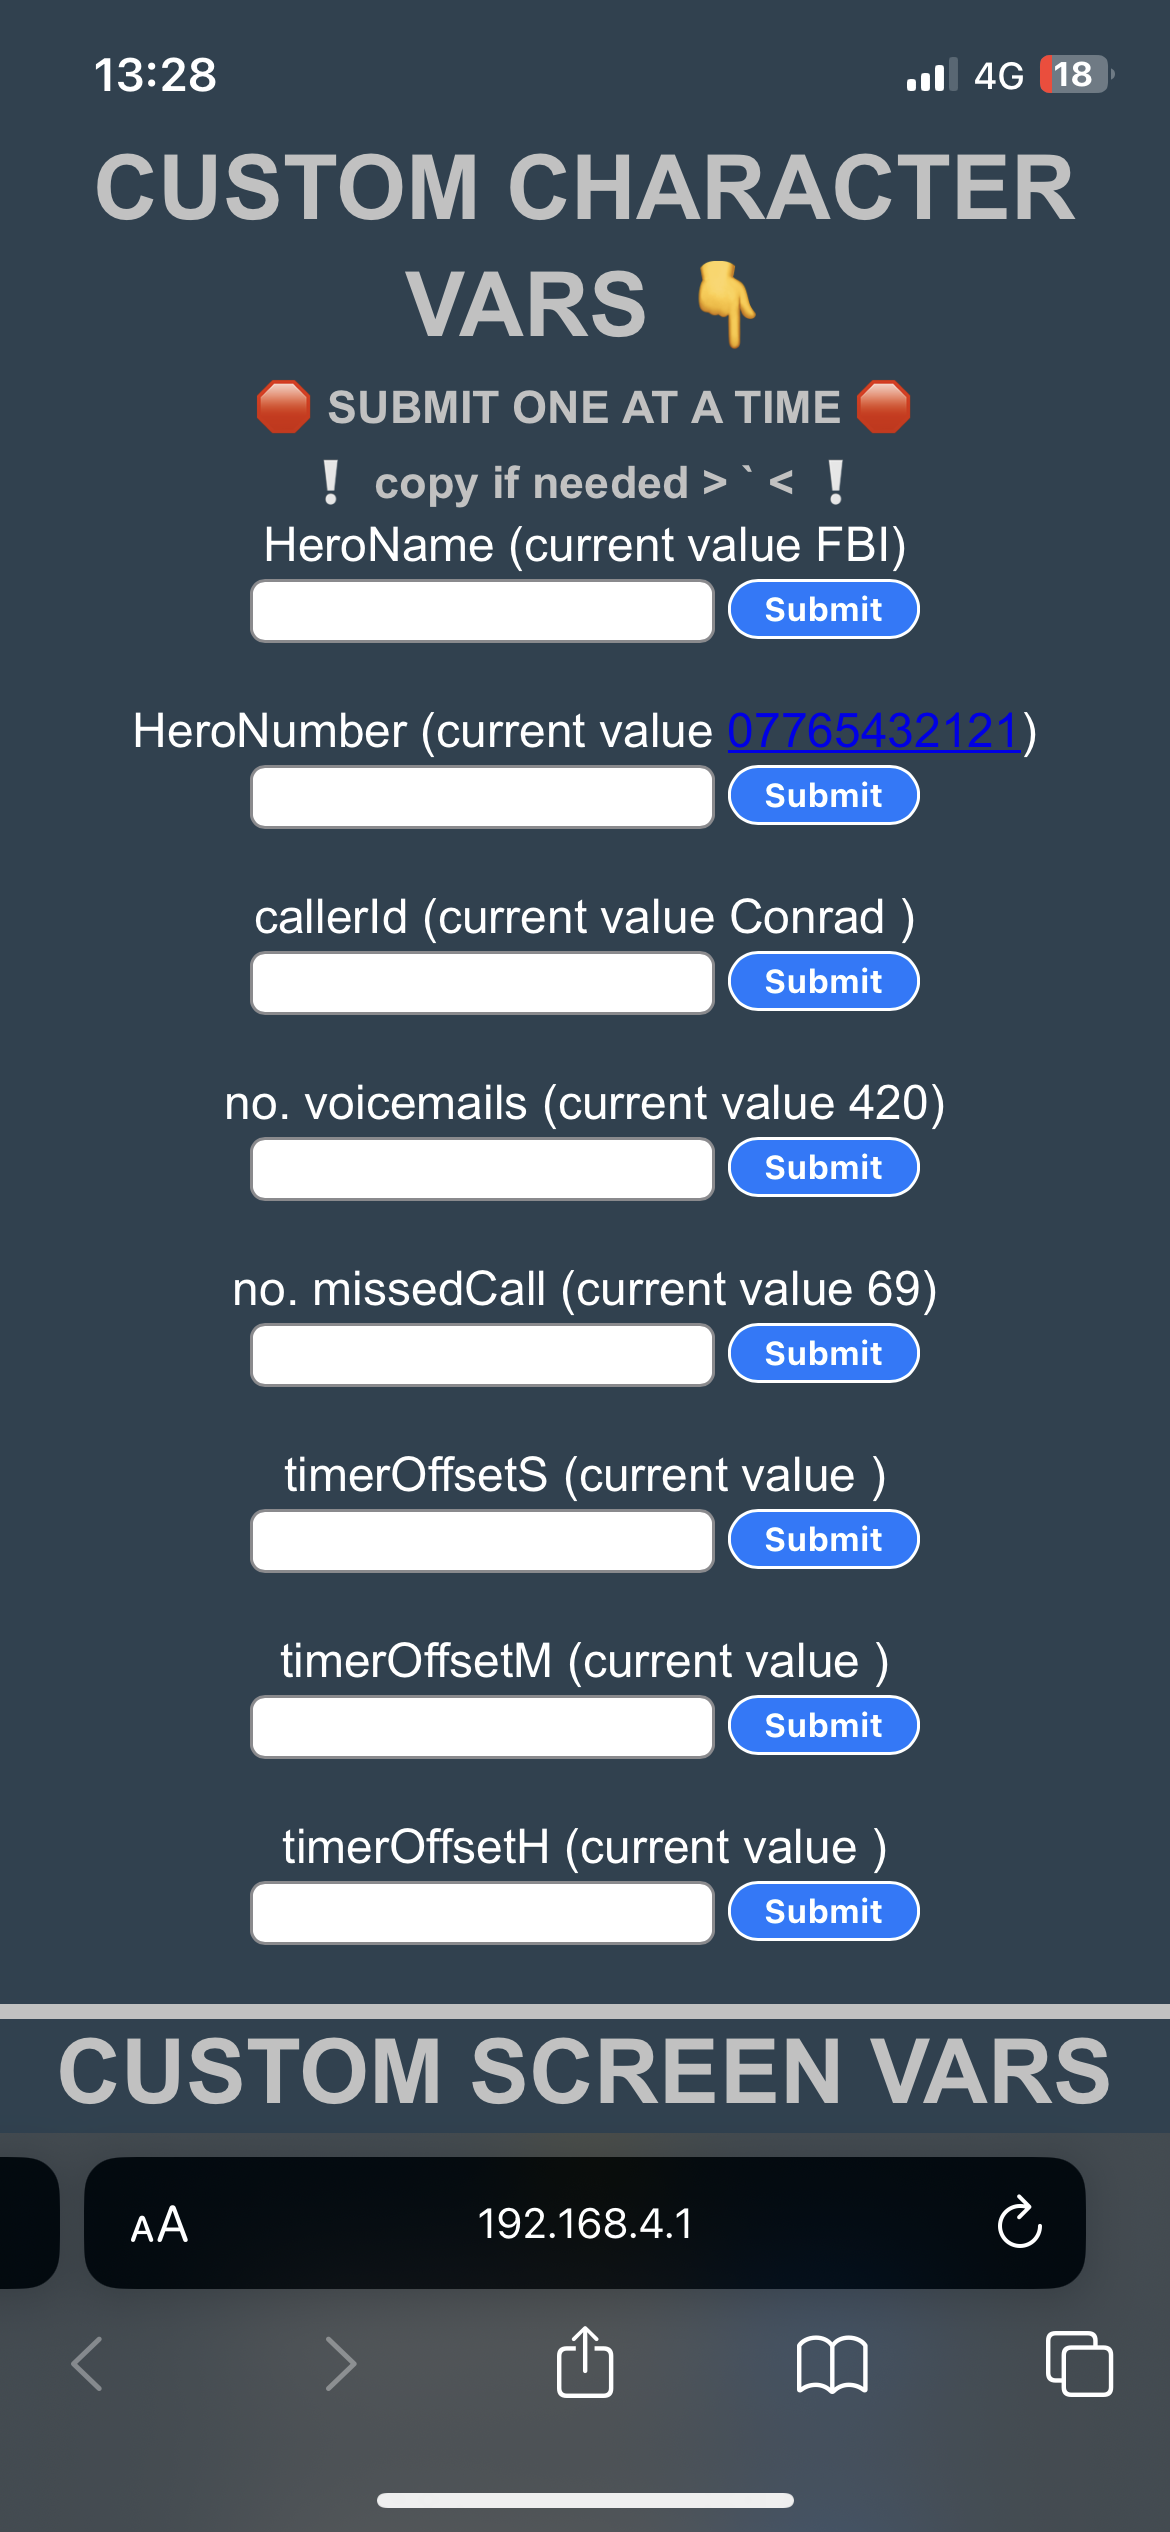 13:28 4G 18
CUSTOM CHARACTER
VARS 👇
🛑 SUBMIT ONE AT A TIME 🛑
❕ copy if needed > ` < ❕
HeroName (current value FBI)
Submit
HeroNumber (current value 07765432121)
Submit
callerId (current value Conrad )
Submit
no. voicemails (current value 420)
Submit
no. missedCall (current value 69)
Submit
timerOffsetS (current value )
Submit
timerOffsetM (current value )
Submit
timerOffsetH (current value )
Submit
CUSTOM SCREEN VARS
AA 192.168.4.1